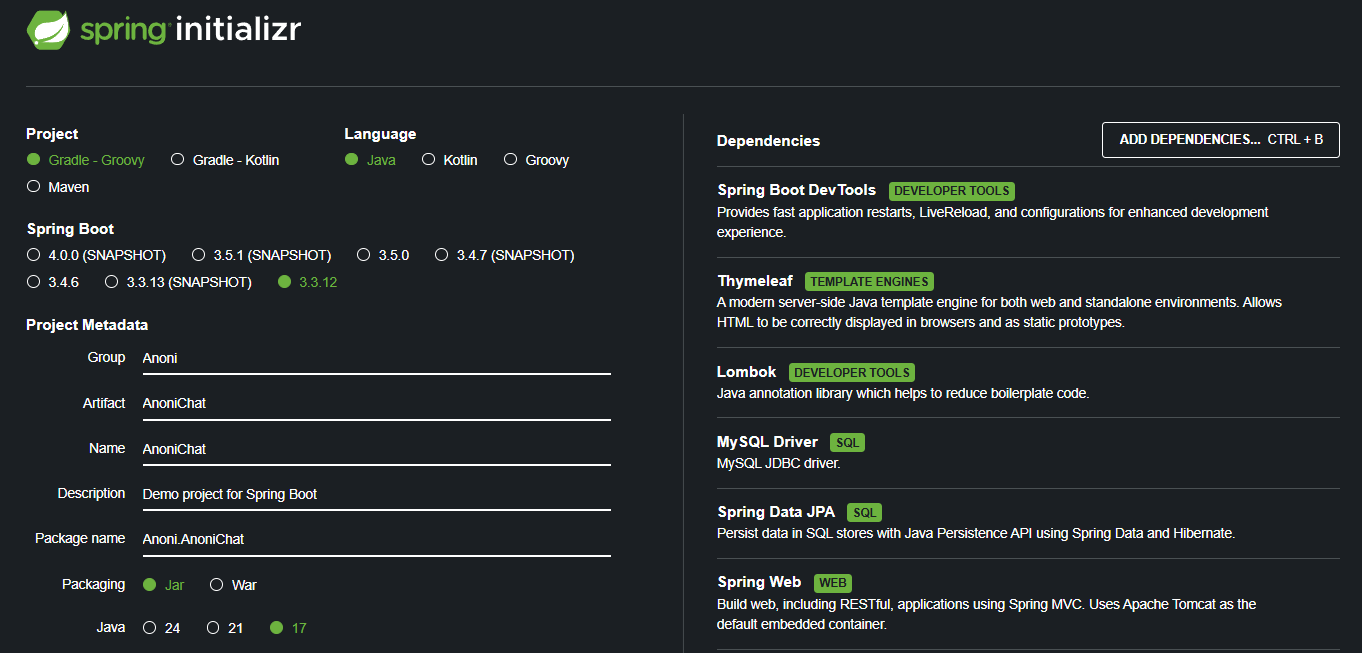 spring initializr
Project
Gradle - Groovy Gradle - Kotlin
Maven
Language
Java Kotlin Groovy
Spring Boot
4.0.0 (SNAPSHOT) 3.5.1 (SNAPSHOT) 3.5.0 3.4.7 (SNAPSHOT)
3.4.6 3.3.13 (SNAPSHOT) 3.3.12
Project Metadata
Group Anoni
Artifact AnoniChat
Name AnoniChat
Description Demo project for Spring Boot
Package name Anoni.AnoniChat
Packaging Jar War
Java 24 21 17
Dependencies ADD DEPENDENCIES... CTRL + B
Spring Boot DevTools DEVELOPER TOOLS
Provides fast application restarts, LiveReload, and configurations for enhanced development
experience.
Thymeleaf TEMPLATE ENGINES
A modern server-side Java template engine for both web and standalone environments. Allows
HTML to be correctly displayed in browsers and as static prototypes.
Lombok DEVELOPER TOOLS
Java annotation library which helps to reduce boilerplate code.
MySQL Driver SQL
MySQL JDBC driver.
Spring Data JPA SQL
Persist data in SQL stores with Java Persistence API using Spring Data and Hibernate.
Spring Web WEB
Build web, including RESTful, applications using Spring MVC. Uses Apache Tomcat as the
default embedded container.